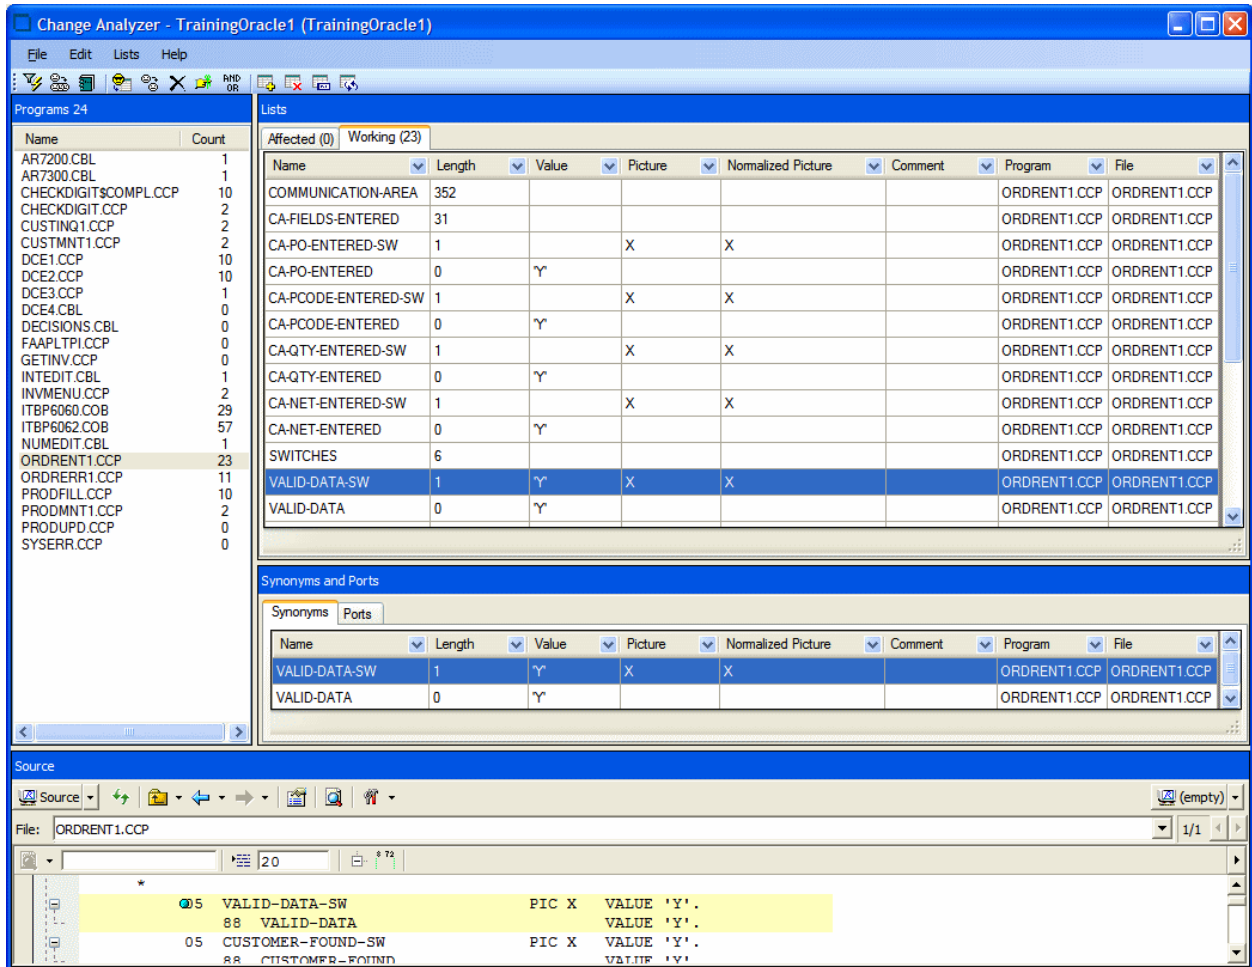 Change Analyzer - TrainingOracle1 (TrainingOracle1)
File Edit Lists Help
AND OR
Programs 24
Name Count
AR7200.CBL 1
AR7300.CBL 1
CHECKDIGIT$COMPL.CCP 10
CHECKDIGIT.CCP 2
CUSTINQ1.CCP 2
CUSTMNT1.CCP 2
DCE1.CCP 10
DCE2.CCP 10
DCE3.CCP 1
DCE4.CBL 0
DECISIONS.CBL 0
FAAPLTPI.CCP 0
GETINV.CCP 0
INTEDIT.CBL 1
INVMENU.CCP 2
ITBP6060.COB 29
ITBP6062.COB 57
NUMEDIT.CBL 1
ORDRENT1.CCP 23
ORDRERR1.CCP 11
PRODFILL.CCP 10
PRODMNT1.CCP 2
PRODUPD.CCP 0
SYSERR.CCP 0
Lists
Affected (0) Working (23)
Name Length Value Picture Normalized Picture Comment Program File
COMMUNICATION-AREA 352 ORDRENT1.CCP ORDRENT1.CCP
CA-FIELDS-ENTERED 31 ORDRENT1.CCP ORDRENT1.CCP
CA-PO-ENTERED-SW 1 X X ORDRENT1.CCP ORDRENT1.CCP
CA-PO-ENTERED 0 'Y' ORDRENT1.CCP ORDRENT1.CCP
CA-PCODE-ENTERED-SW 1 X X ORDRENT1.CCP ORDRENT1.CCP
CA-PCODE-ENTERED 0 'Y' ORDRENT1.CCP ORDRENT1.CCP
CA-QTY-ENTERED-SW 1 X X ORDRENT1.CCP ORDRENT1.CCP
CA-QTY-ENTERED 0 'Y' ORDRENT1.CCP ORDRENT1.CCP
CA-NET-ENTERED-SW 1 X X ORDRENT1.CCP ORDRENT1.CCP
CA-NET-ENTERED 0 'Y' ORDRENT1.CCP ORDRENT1.CCP
SWITCHES 6 ORDRENT1.CCP ORDRENT1.CCP
VALID-DATA-SW 1 'Y' X X ORDRENT1.CCP ORDRENT1.CCP
VALID-DATA 0 'Y' ORDRENT1.CCP ORDRENT1.CCP
Synonyms and Ports
Synonyms Ports
Name Length Value Picture Normalized Picture Comment Program File
VALID-DATA-SW 1 'Y' X X ORDRENT1.CCP ORDRENT1.CCP
VALID-DATA 0 'Y' ORDRENT1.CCP ORDRENT1.CCP
Source
Source (empty)
File: ORDRENT1.CCP 1/1
20 8 72
*
05 VALID-DATA-SW PIC X VALUE 'Y'.
88 VALID-DATA VALUE 'Y'.
05 CUSTOMER-FOUND-SW PIC X VALUE 'Y'.
88 CUSTOMER-FOUND VALUE 'Y'